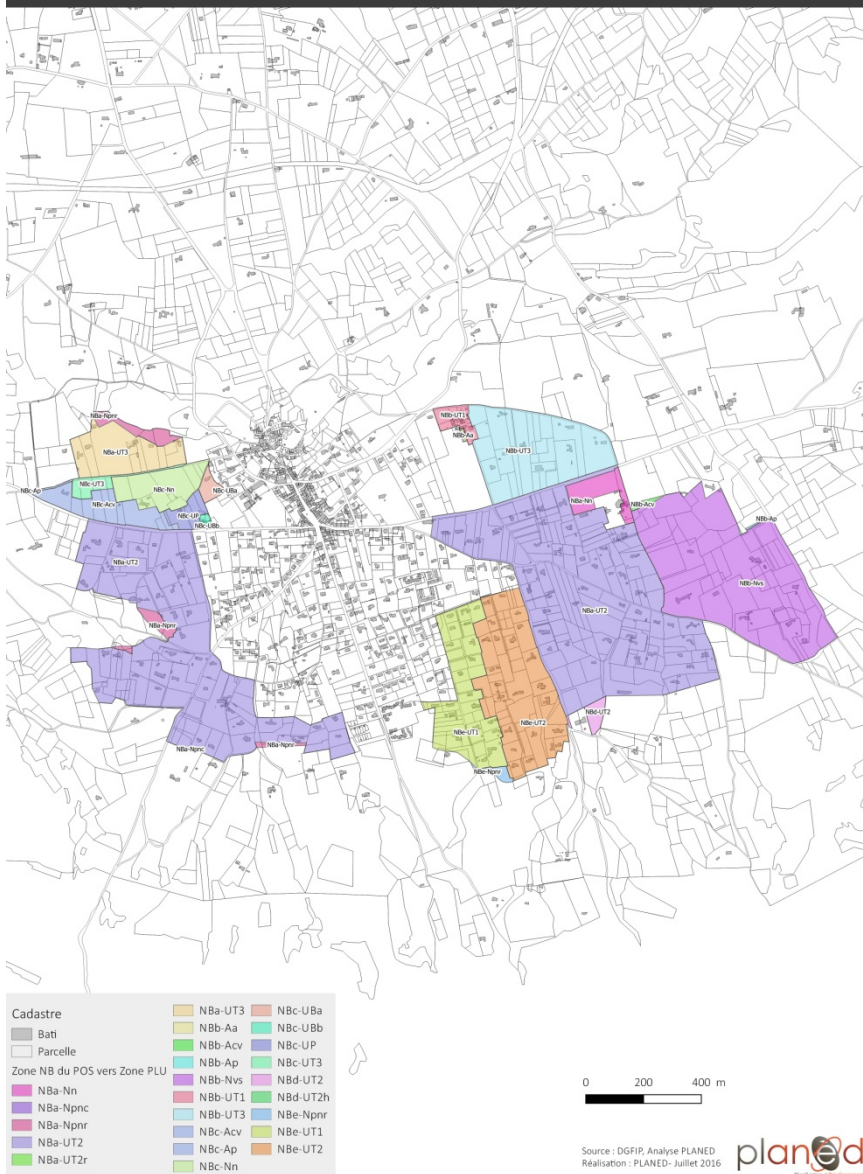 NBa-Npnr
NBa-UT3
NBc-Ap
NBc-UT3
NBc-Nn
NBc-UBa
NBc-Acv
NBc-UP
NBc-UBb
NBa-UT2
NBa-Npnr
NBa-Npnc
NBa-Npnr
NBb-UT1
NBb-Aa
NBb-UT3
NBa-Nn
NBb-Acv
NBb-Ap
NBb-Nvs
NBa-UT2
NBd-UT2
NBe-UT2
NBe-UT1
NBe-Npnr
Cadastre
Bati
Parcelle
Zone NB du POS vers Zone PLU
NBa-Nn
NBa-Npnc
NBa-Npnr
NBa-UT2
NBa-UT2r
NBa-UT3
NBb-Aa
NBb-Acv
NBb-Ap
NBb-Nvs
NBb-UT1
NBb-UT3
NBc-Acv
NBc-Ap
NBc-Nn
NBc-UBa
NBc-UBb
NBc-UP
NBc-UT3
NBd-UT2
NBd-UT2h
NBe-Npnr
NBe-UT1
NBe-UT2
0 200 400 m
Source : DGFIP, Analyse PLANED
Réalisation : PLANED- Juillet 2016
planed